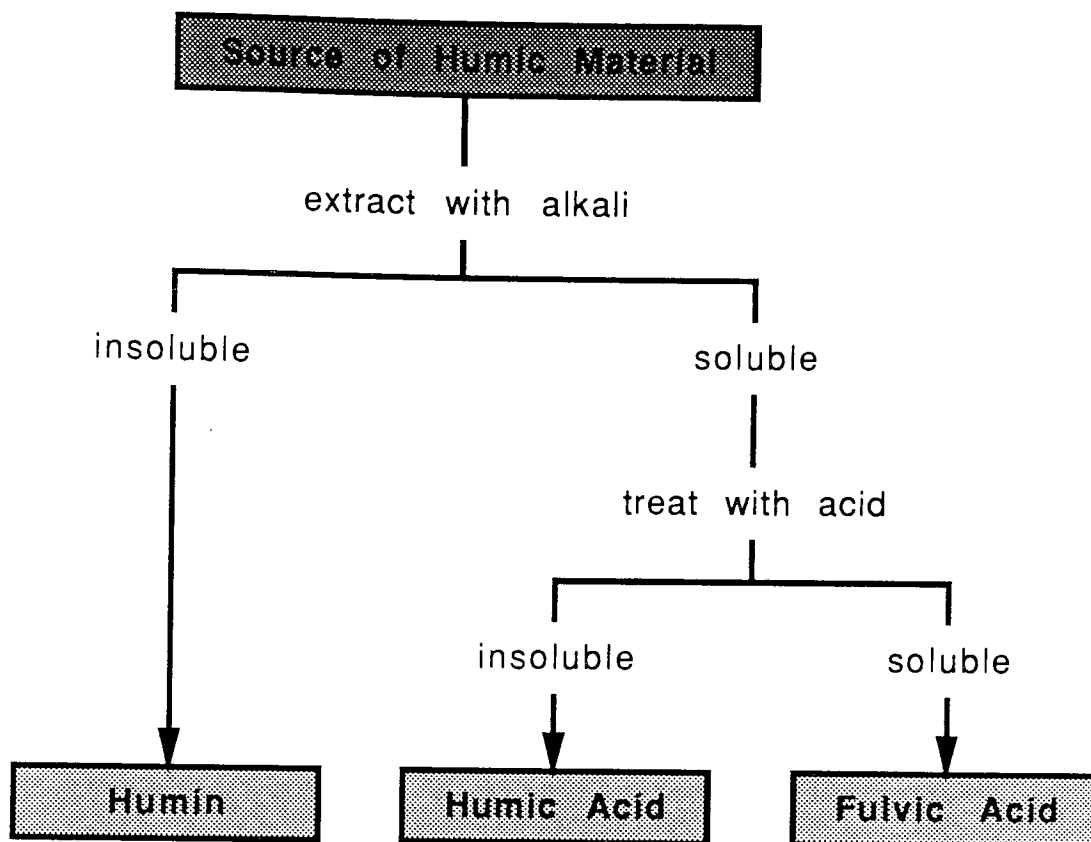 Source of Humic Material
extract with alkali
insoluble
soluble
treat with acid
insoluble
soluble
Humin
Humic Acid
Fulvic Acid